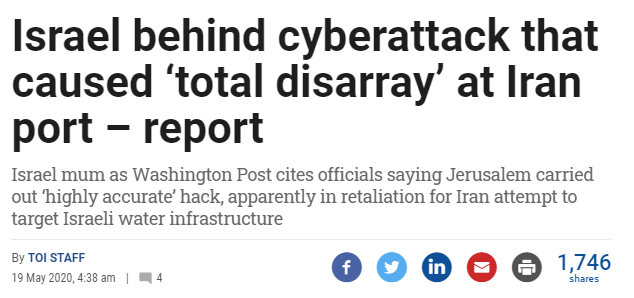 Israel behind cyberattack that
caused ‘total disarray’ at Iran
port – report
Israel mum as Washington Post cites officials saying Jerusalem carried
out ‘highly accurate’ hack, apparently in retaliation for Iran attempt to
target Israeli water infrastructure
By TOI STAFF
19 May 2020, 4:38 am | 4
f in 1,746
shares